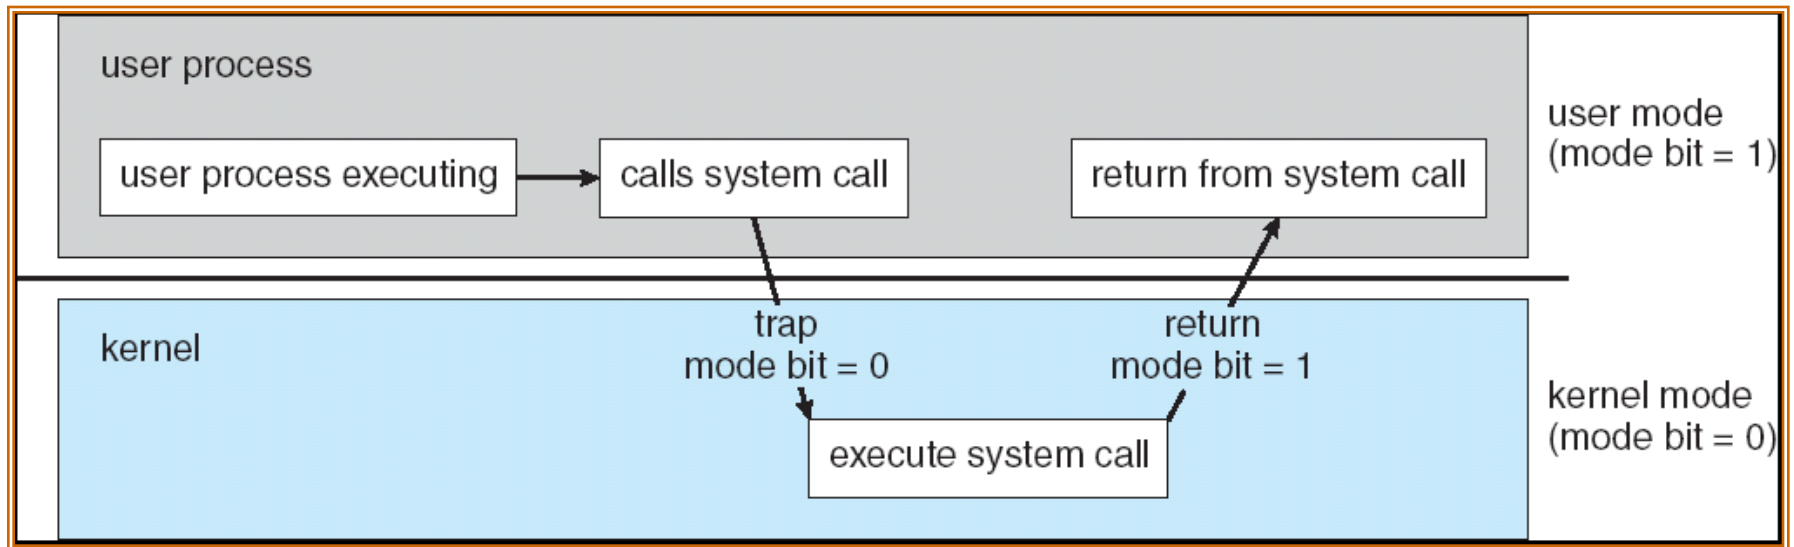 user process
user process executing
calls system call
return from system call
user mode
(mode bit = 1)
kernel
trap
mode bit = 0
return
mode bit = 1
execute system call
kernel mode
(mode bit = 0)